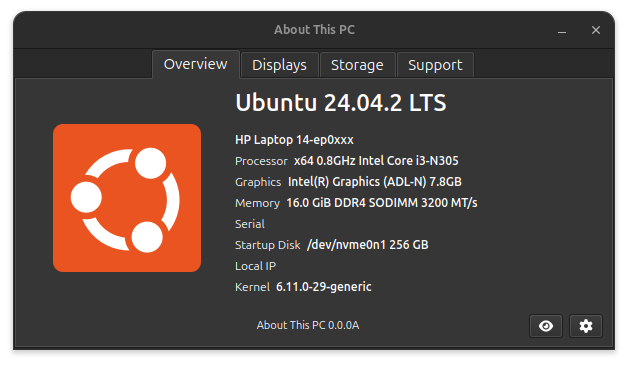 About This PC
Overview Displays Storage Support
Ubuntu 24.04.2 LTS
HP Laptop 14-ep0xxx
Processor x64 0.8GHz Intel Core i3-N305
Graphics Intel(R) Graphics (ADL-N) 7.8GB
Memory 16.0 GiB DDR4 SODIMM 3200 MT/s
Serial
Startup Disk /dev/nvme0n1 256 GB
Local IP
Kernel 6.11.0-29-generic
About This PC 0.0.0A